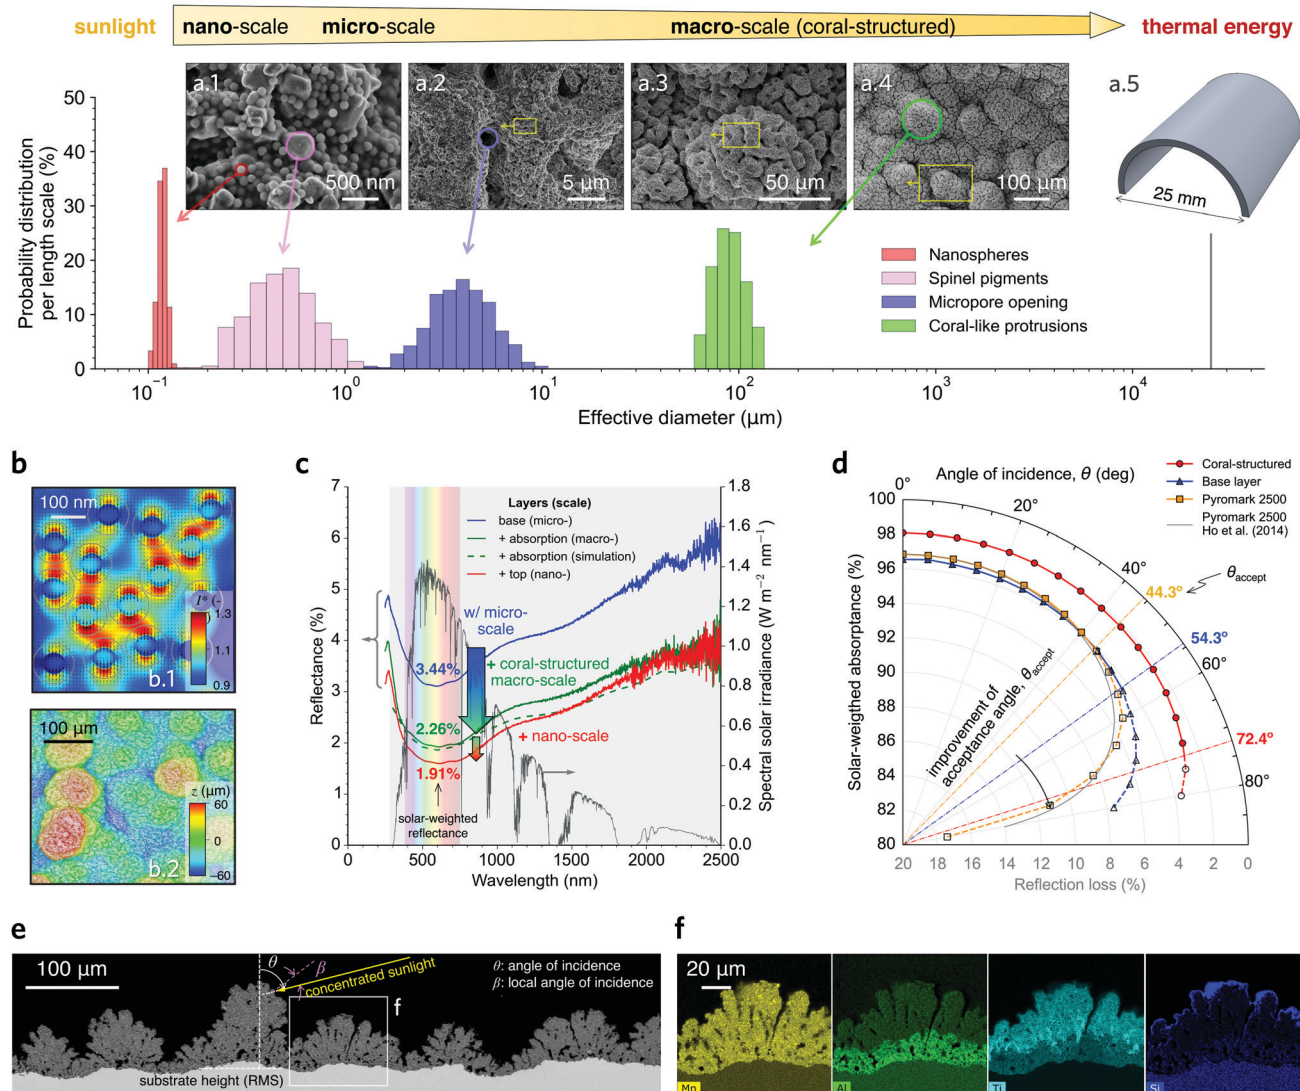 sunlight
nano-scale
micro-scale
macro-scale (coral-structured)
thermal energy
a.1
500 nm
a.2
5 µm
a.3
50 µm
a.4
100 µm
a.5
25 mm
Probability distribution
per length scale (%)
50
40
30
20
10
0
Nanospheres
Spinel pigments
Micropore opening
Coral-like protrusions
10⁻¹
10⁰
10¹
10²
10³
10⁴
Effective diameter (µm)
b
100 nm
I* (-)
1.3
1.1
0.9
b.1
100 µm
z (µm)
60
0
−60
b.2
c
Reflectance (%)
7
6
5
4
3
2
1
0
Layers (scale)
base (micro-)
+ absorption (macro-)
+ absorption (simulation)
+ top (nano-)
w/ micro-
scale
3.44%
+ coral-structured
macro-scale
2.26%
+ nano-scale
1.91%
solar-weighted
reflectance
1.8
1.6
1.4
1.2
1.0
0.8
0.6
0.4
0.2
0.0
Spectral solar irradiance (W m⁻² nm⁻¹)
0
500
1000
1500
2000
2500
Wavelength (nm)
d
Angle of incidence, θ (deg)
0°
20°
40°
60°
80°
Coral-structured
Base layer
Pyromark 2500
Pyromark 2500
Ho et al. (2014)
44.3°
θaccept
54.3°
72.4°
improvement of
acceptance angle, θaccept
Solar-weigthed absorptance (%)
100
98
96
94
92
90
88
86
84
82
80
20
18
16
14
12
10
8
6
4
2
0
Reflection loss (%)
e
100 µm
θ
β
concentrated sunlight
θ: angle of incidence
β: local angle of incidence
f
substrate height (RMS)
f
20 µm
Mn
Al
Ti
Si